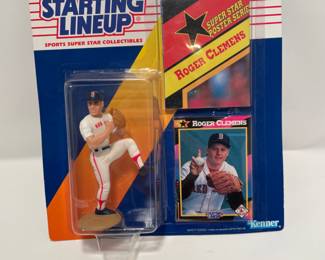 STARTING
LINEUP
SPORTS SUPER STAR COLLECTIBLES
SUPER STAR
POSTER SERIES
ROGER CLEMENS
ROGER CLEMENS
Kenner